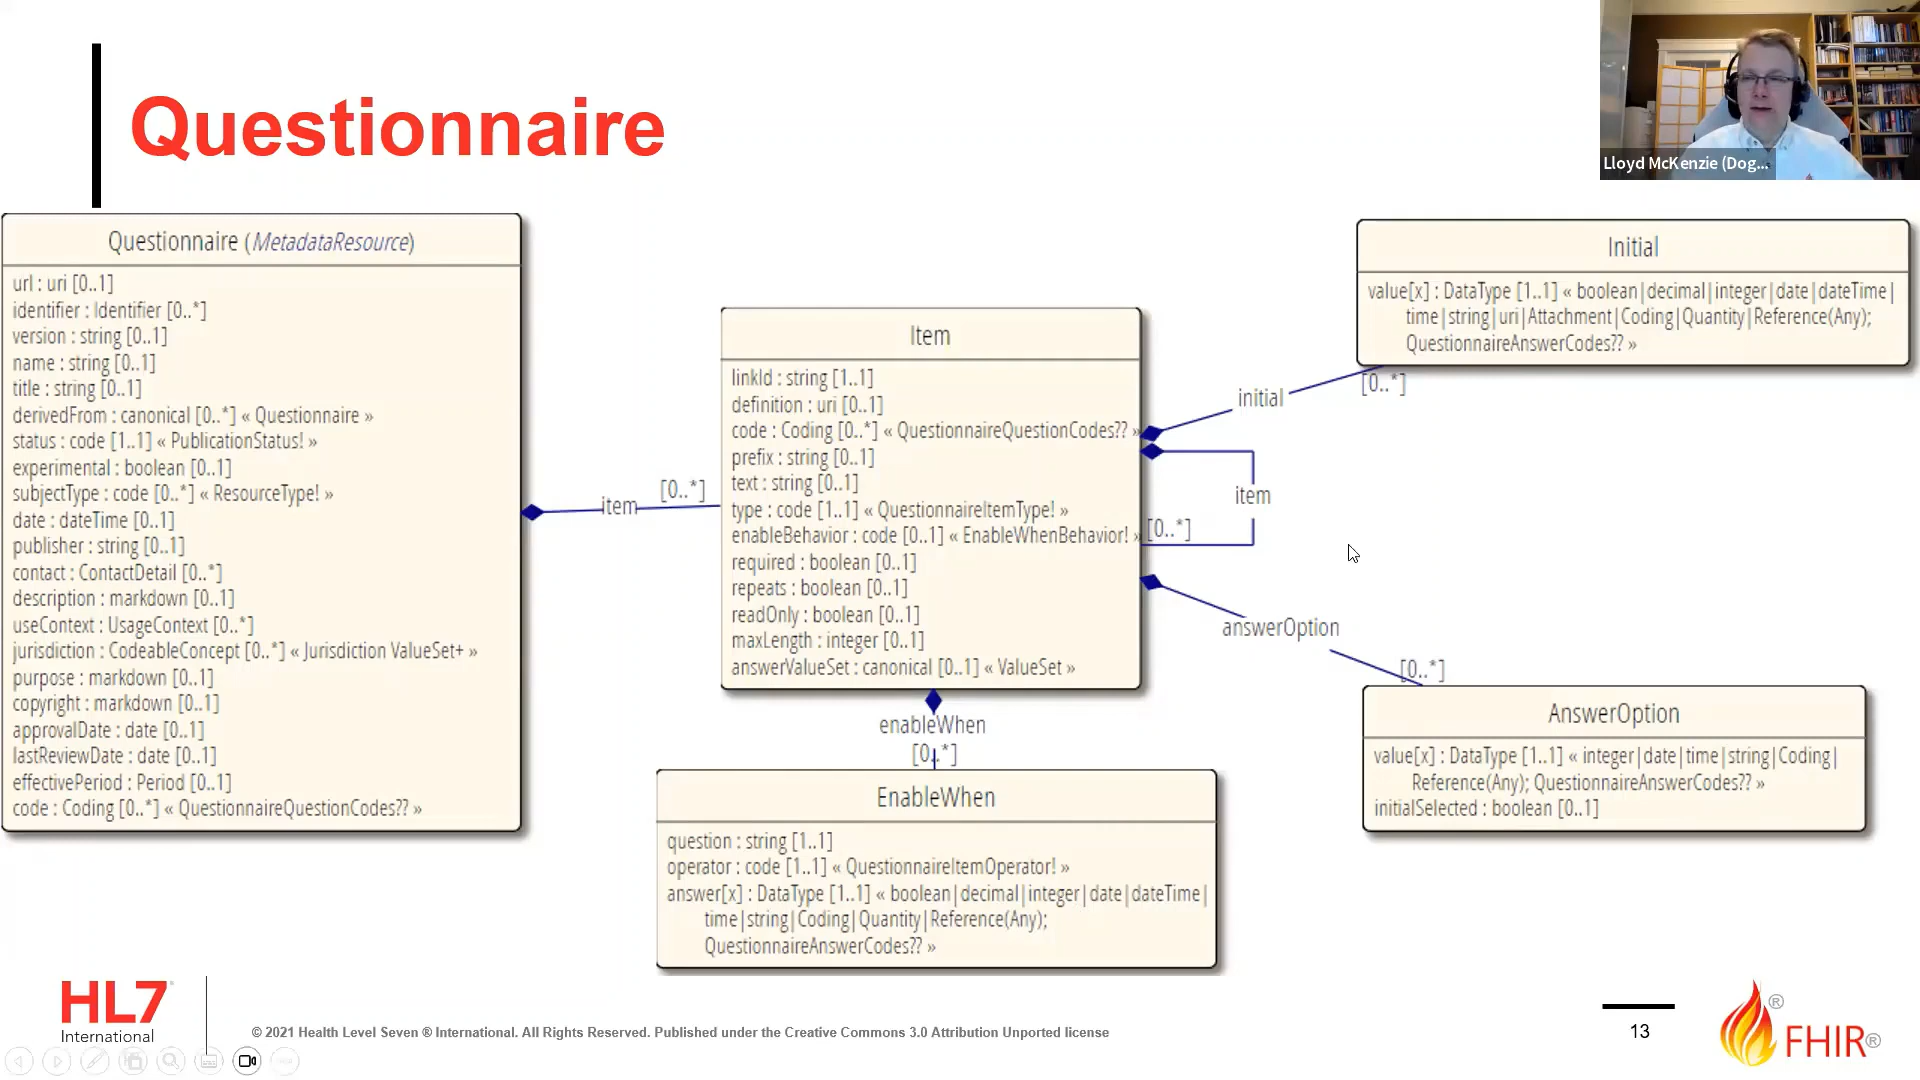 Questionnaire
Lloyd McKenzie (Dog...
Questionnaire (MetadataResource)
url : uri [0..1]
identifier : Identifier [0..*]
version : string [0..1]
name : string [0..1]
title : string [0..1]
derivedFrom : canonical [0..*] « Questionnaire »
status : code [1..1] « PublicationStatus! »
experimental : boolean [0..1]
subjectType : code [0..*] « ResourceType! »
date : dateTime [0..1]
publisher : string [0..1]
contact : ContactDetail [0..*]
description : markdown [0..1]
useContext : UsageContext [0..*]
jurisdiction : CodeableConcept [0..*] « Jurisdiction ValueSet+ »
purpose : markdown [0..1]
copyright : markdown [0..1]
approvalDate : date [0..1]
lastReviewDate : date [0..1]
effectivePeriod : Period [0..1]
code : Coding [0..*] « QuestionnaireQuestionCodes?? »
item
[0..*]
Item
linkId : string [1..1]
definition : uri [0..1]
code : Coding [0..*] « QuestionnaireQuestionCodes?? »
prefix : string [0..1]
text : string [0..1]
type : code [1..1] « QuestionnaireItemType! »
enableBehavior : code [0..1] « EnableWhenBehavior! »
required : boolean [0..1]
repeats : boolean [0..1]
readOnly : boolean [0..1]
maxLength : integer [0..1]
answerValueSet : canonical [0..1] « ValueSet »
initial
[0..*]
item
[0..*]
answerOption
[0..*]
enableWhen
[0..*]
Initial
value[x] : DataType [1..1] « boolean|decimal|integer|date|dateTime|
time|string|uri|Attachment|Coding|Quantity|Reference(Any);
QuestionnaireAnswerCodes?? »
AnswerOption
value[x] : DataType [1..1] « integer|date|time|string|Coding|
Reference(Any); QuestionnaireAnswerCodes?? »
initialSelected : boolean [0..1]
EnableWhen
question : string [1..1]
operator : code [1..1] « QuestionnaireItemOperator! »
answer[x] : DataType [1..1] « boolean|decimal|integer|date|dateTime|
time|string|Coding|Quantity|Reference(Any);
QuestionnaireAnswerCodes?? »
HL7
International
© 2021 Health Level Seven ® International. All Rights Reserved. Published under the Creative Commons 3.0 Attribution Unported license
13
FHIR®